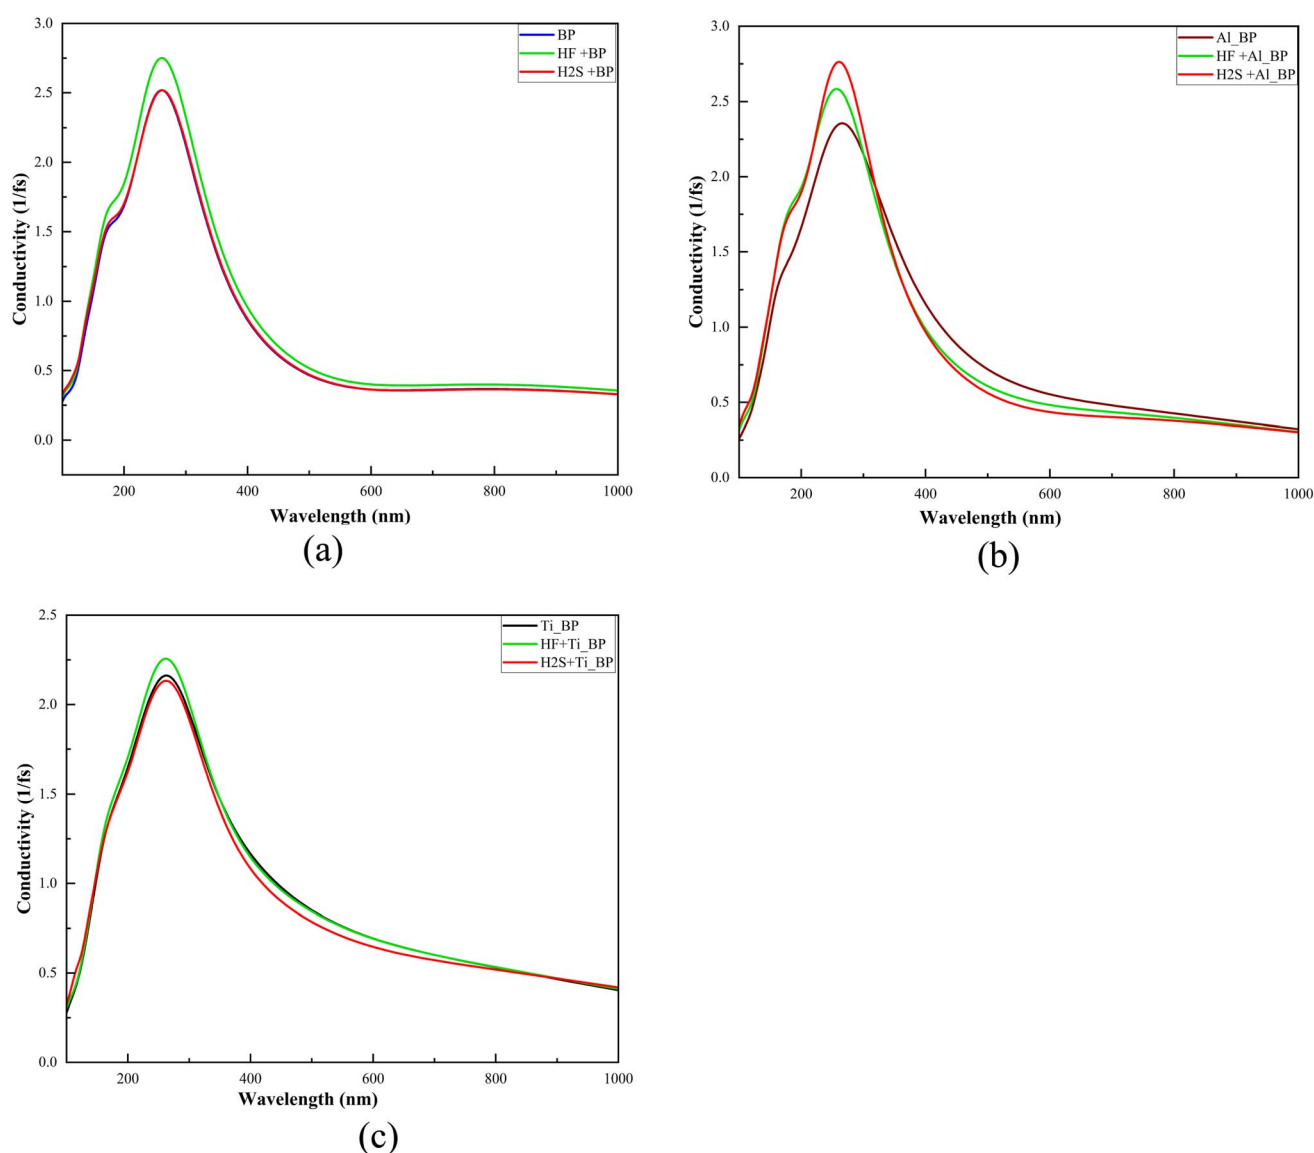 3.0
2.5
2.0
1.5
1.0
0.5
0.0
Conductivity (1/fs)
BP
HF +BP
H2S +BP
200
400
600
800
1000
Wavelength (nm)
(a)
3.0
2.5
2.0
1.5
1.0
0.5
0.0
Conductivity (1/fs)
Al_BP
HF +Al_BP
H2S +Al_BP
200
400
600
800
1000
Wavelength (nm)
(b)
2.5
2.0
1.5
1.0
0.5
0.0
Conductivity (1/fs)
Ti_BP
HF+Ti_BP
H2S+Ti_BP
200
400
600
800
1000
Wavelength (nm)
(c)